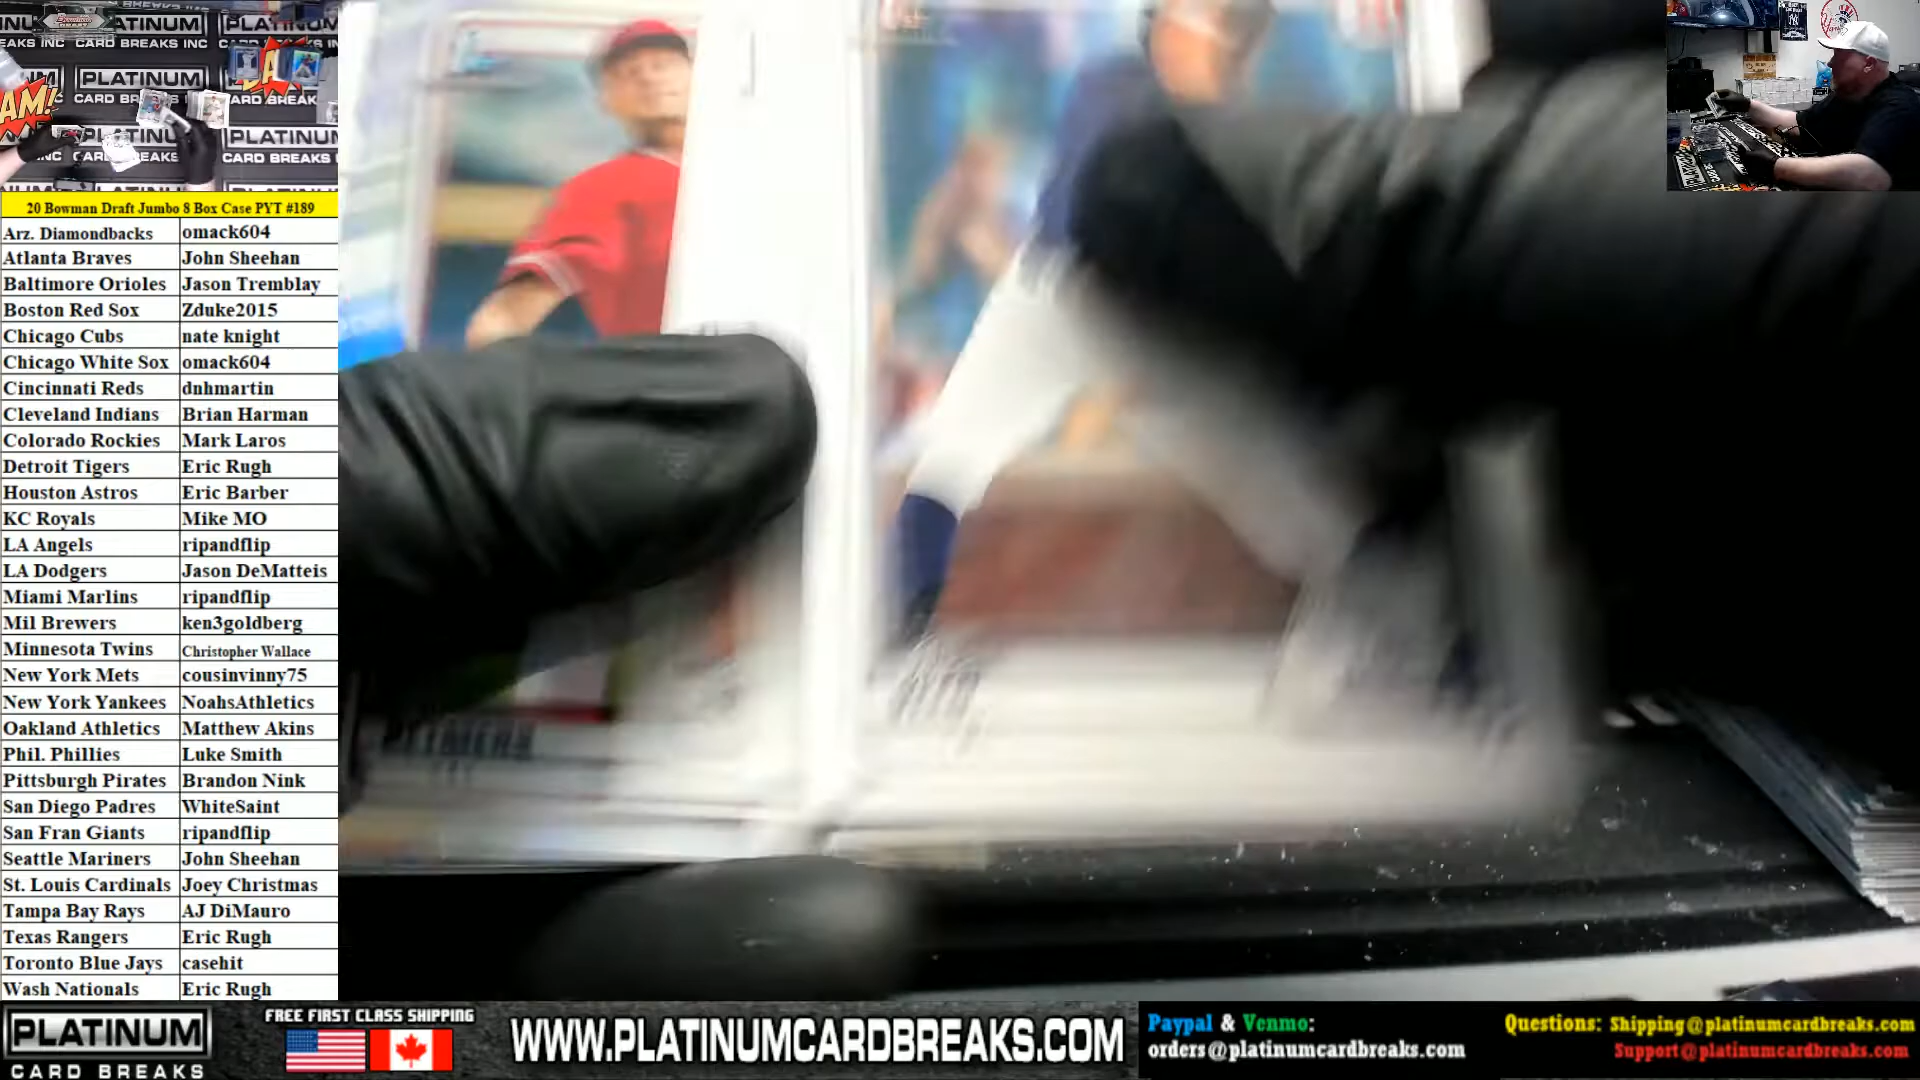 20 Bowman Draft Jumbo 8 Box Case PYT #189
Arz. Diamondbacks omack604
Atlanta Braves John Sheehan
Baltimore Orioles Jason Tremblay
Boston Red Sox Zduke2015
Chicago Cubs nate knight
Chicago White Sox omack604
Cincinnati Reds dnhmartin
Cleveland Indians Brian Harman
Colorado Rockies Mark Laros
Detroit Tigers Eric Rugh
Houston Astros Eric Barber
KC Royals Mike MO
LA Angels ripandflip
LA Dodgers Jason DeMatteis
Miami Marlins ripandflip
Mil Brewers ken3goldberg
Minnesota Twins Christopher Wallace
New York Mets cousinvinny75
New York Yankees NoahsAthletics
Oakland Athletics Matthew Akins
Phil. Phillies Luke Smith
Pittsburgh Pirates Brandon Nink
San Diego Padres WhiteSaint
San Fran Giants ripandflip
Seattle Mariners John Sheehan
St. Louis Cardinals Joey Christmas
Tampa Bay Rays AJ DiMauro
Texas Rangers Eric Rugh
Toronto Blue Jays casehit
Wash Nationals Eric Rugh
PLATINUM
CARD BREAKS
FREE FIRST CLASS SHIPPING
WWW.PLATINUMCARDBREAKS.COM
Paypal & Venmo:
orders@platinumcardbreaks.com
Questions: Shipping@platinumcardbreaks.com
Support@platinumcardbreaks.com